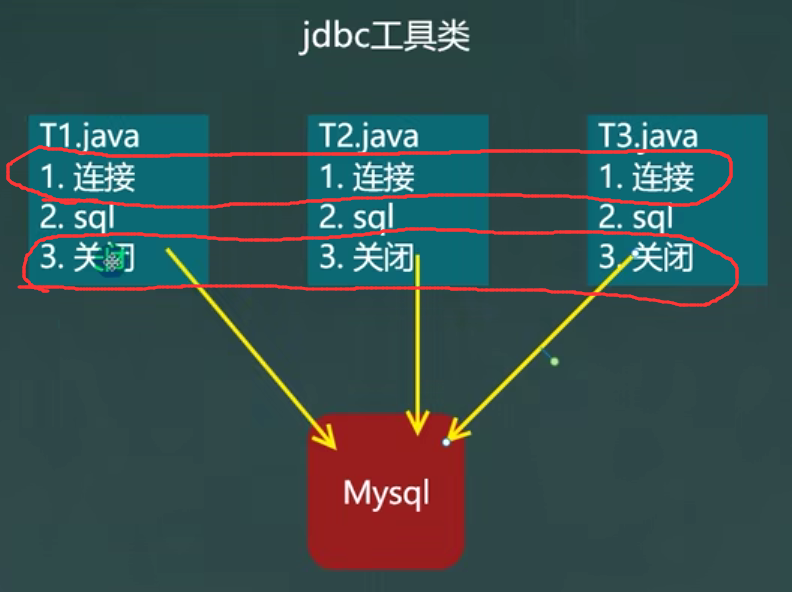 jdbc工具类
T1.java
1. 连接
2. sql
3. 关闭
T2.java
1. 连接
2. sql
3. 关闭
T3.java
1. 连接
2. sql
3. 关闭
Mysql